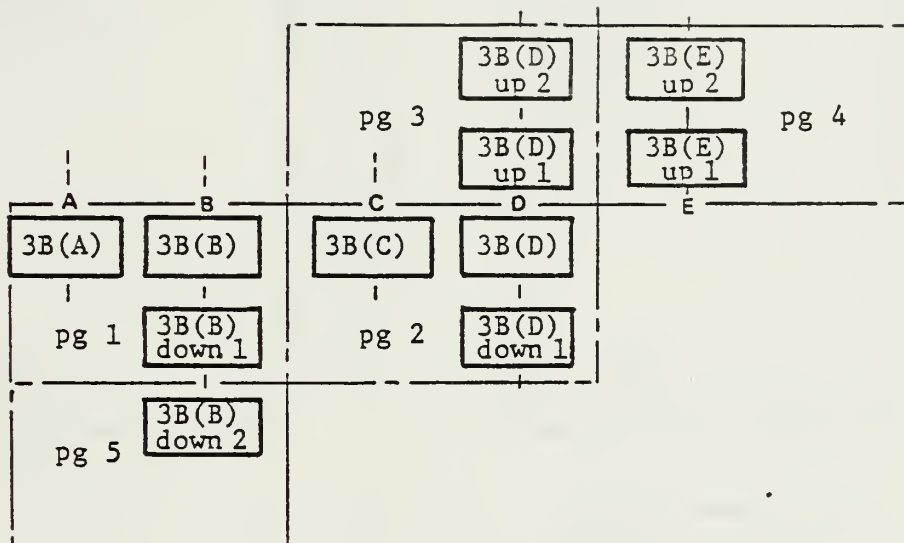 3B(D)
up 2
3B(E)
up 2
pg 3
pg 4
3B(D)
up 1
3B(E)
up 1
A B C D E
3B(A) 3B(B) 3B(C) 3B(D)
pg 1
3B(B)
down 1
pg 2
3B(D)
down 1
3B(B)
down 2
pg 5